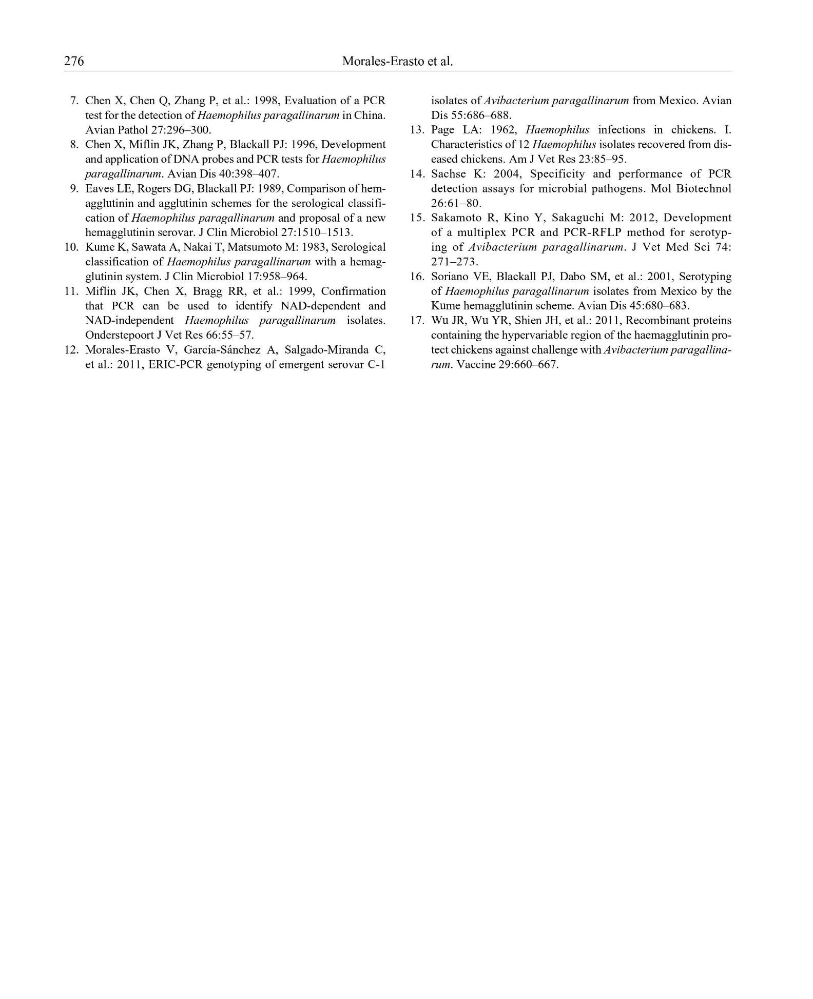 276
Morales-Erasto et al.
7. Chen X, Chen Q, Zhang P, et al.: 1998, Evaluation of a PCR
test for the detection of Haemophilus paragallinarum in China.
Avian Pathol 27:296–300.
8. Chen X, Miflin JK, Zhang P, Blackall PJ: 1996, Development
and application of DNA probes and PCR tests for Haemophilus
paragallinarum. Avian Dis 40:398–407.
9. Eaves LE, Rogers DG, Blackall PJ: 1989, Comparison of hem-
agglutinin and agglutinin schemes for the serological classifi-
cation of Haemophilus paragallinarum and proposal of a new
hemagglutinin serovar. J Clin Microbiol 27:1510–1513.
10. Kume K, Sawata A, Nakai T, Matsumoto M: 1983, Serological
classification of Haemophilus paragallinarum with a hemag-
glutinin system. J Clin Microbiol 17:958–964.
11. Miflin JK, Chen X, Bragg RR, et al.: 1999, Confirmation
that PCR can be used to identify NAD-dependent and
NAD-independent Haemophilus paragallinarum isolates.
Onderstepoort J Vet Res 66:55–57.
12. Morales-Erasto V, García-Sánchez A, Salgado-Miranda C,
et al.: 2011, ERIC-PCR genotyping of emergent serovar C-1
isolates of Avibacterium paragallinarum from Mexico. Avian
Dis 55:686–688.
13. Page LA: 1962, Haemophilus infections in chickens. I.
Characteristics of 12 Haemophilus isolates recovered from dis-
eased chickens. Am J Vet Res 23:85–95.
14. Sachse K: 2004, Specificity and performance of PCR
detection assays for microbial pathogens. Mol Biotechnol
26:61–80.
15. Sakamoto R, Kino Y, Sakaguchi M: 2012, Development
of a multiplex PCR and PCR-RFLP method for serotyp-
ing of Avibacterium paragallinarum. J Vet Med Sci 74:
271–273.
16. Soriano VE, Blackall PJ, Dabo SM, et al.: 2001, Serotyping
of Haemophilus paragallinarum isolates from Mexico by the
Kume hemagglutinin scheme. Avian Dis 45:680–683.
17. Wu JR, Wu YR, Shien JH, et al.: 2011, Recombinant proteins
containing the hypervariable region of the haemagglutinin pro-
tect chickens against challenge with Avibacterium paragallina-
rum. Vaccine 29:660–667.